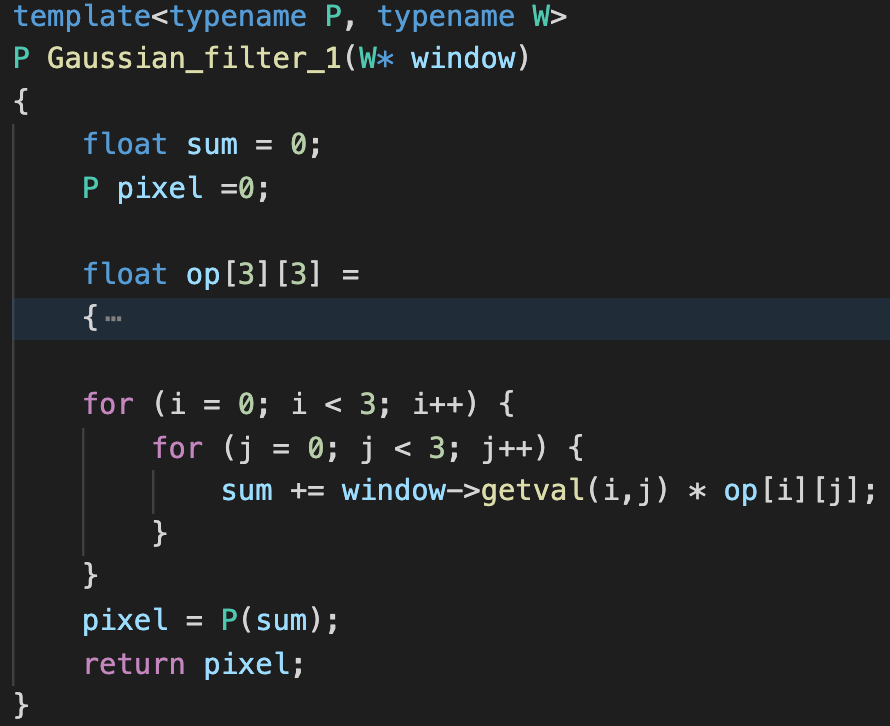 template<typename P, typename W>
P Gaussian_filter_1(W* window)
{
    float sum = 0;
    P pixel =0;

    float op[3][3] =
    { ⋯

    for (i = 0; i < 3; i++) {
        for (j = 0; j < 3; j++) {
            sum += window->getval(i,j) * op[i][j];
        }
    }
    pixel = P(sum);
    return pixel;
}